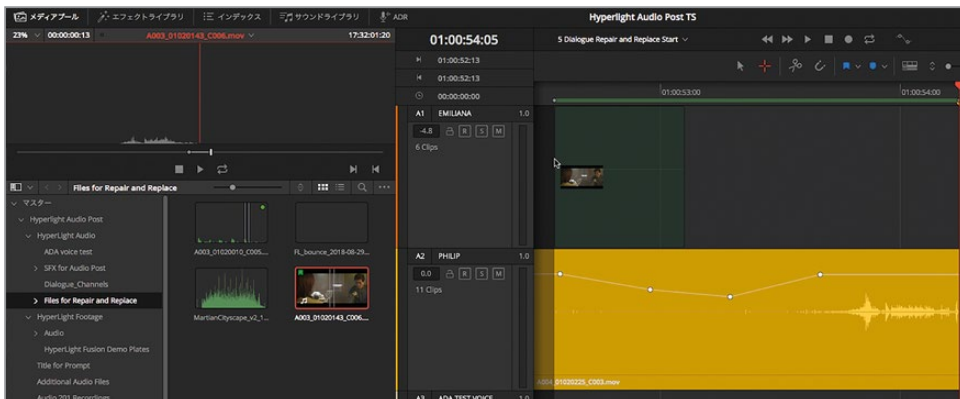 メディアプール エフェクトライブラリ インデックス サウンドライブラリ ADR Hyperlight Audio Post TS
23% 00:00:00:13 A003_01020143_C006.mov 17:32:01:20
01:00:54:05 5 Dialogue Repair and Replace Start
01:00:52:13
01:00:52:13
00:00:00:00
01:00:53:00 01:00:54:00
A1 EMILIANA 1.0
-4.8 R S M
6 Clips
Files for Repair and Replace
マスター
Hyperlight Audio Post
HyperLight Audio
ADA voice test
SFX for Audio Post
Dialogue_Channels
Files for Repair and Replace
HyperLight Footage
Audio
HyperLight Fusion Demo Plates
Title for Prompt
Additional Audio Files
Audio 201 Recordings
A003_01020010_C005.... FL_bounce_2018-08-29...
MartianCityscape_v2_1... A003_01020143_C006....
A2 PHILIP 1.0
0.0 R S M
11 Clips
A004_01020225_C003.mov
A3 ADA TEST VOICE 1.0